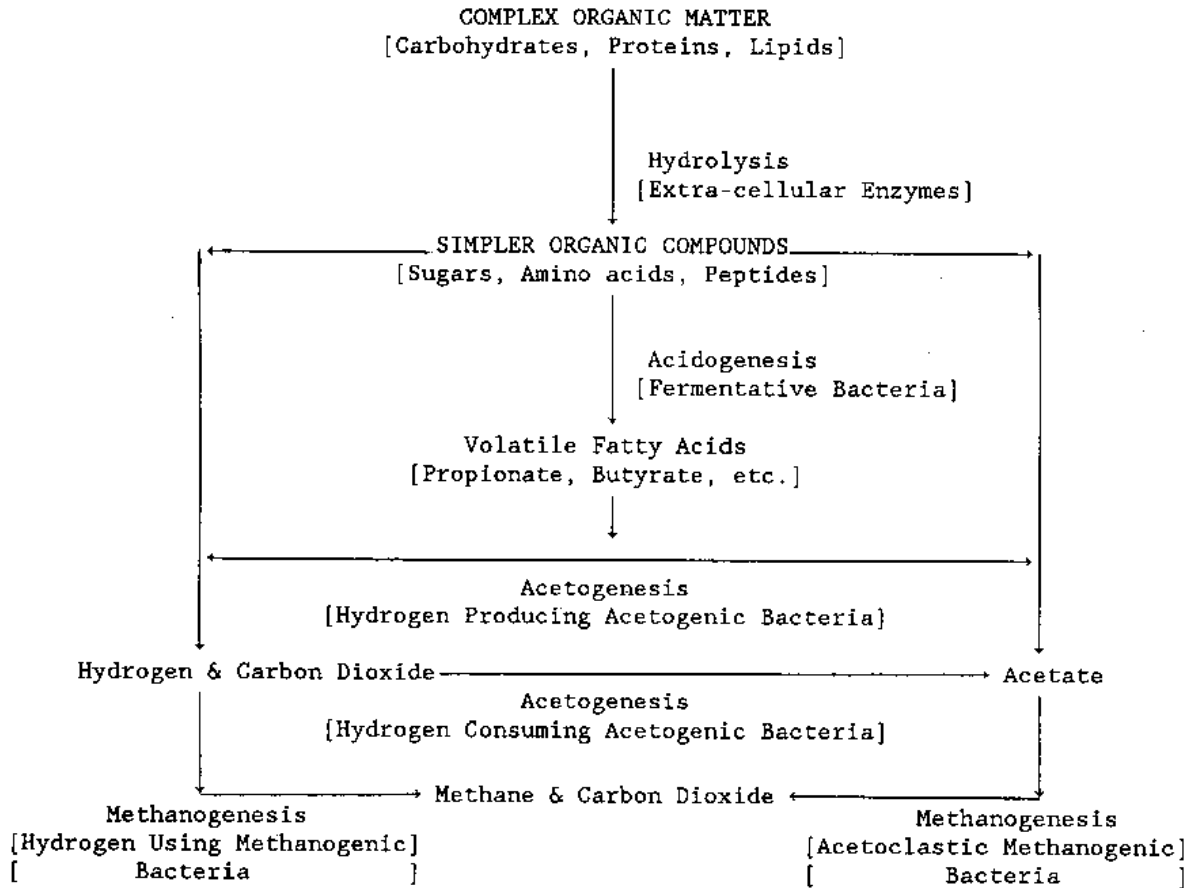 COMPLEX ORGANIC MATTER
[Carbohydrates, Proteins, Lipids]
Hydrolysis
[Extra-cellular Enzymes]
SIMPLER ORGANIC COMPOUNDS
[Sugars, Amino acids, Peptides]
Acidogenesis
[Fermentative Bacteria]
Volatile Fatty Acids
[Propionate, Butyrate, etc.]
Acetogenesis
[Hydrogen Producing Acetogenic Bacteria]
Hydrogen & Carbon Dioxide
Acetate
Acetogenesis
[Hydrogen Consuming Acetogenic Bacteria]
Methane & Carbon Dioxide
Methanogenesis
[Hydrogen Using Methanogenic]
[ Bacteria ]
Methanogenesis
[Acetoclastic Methanogenic]
[ Bacteria ]